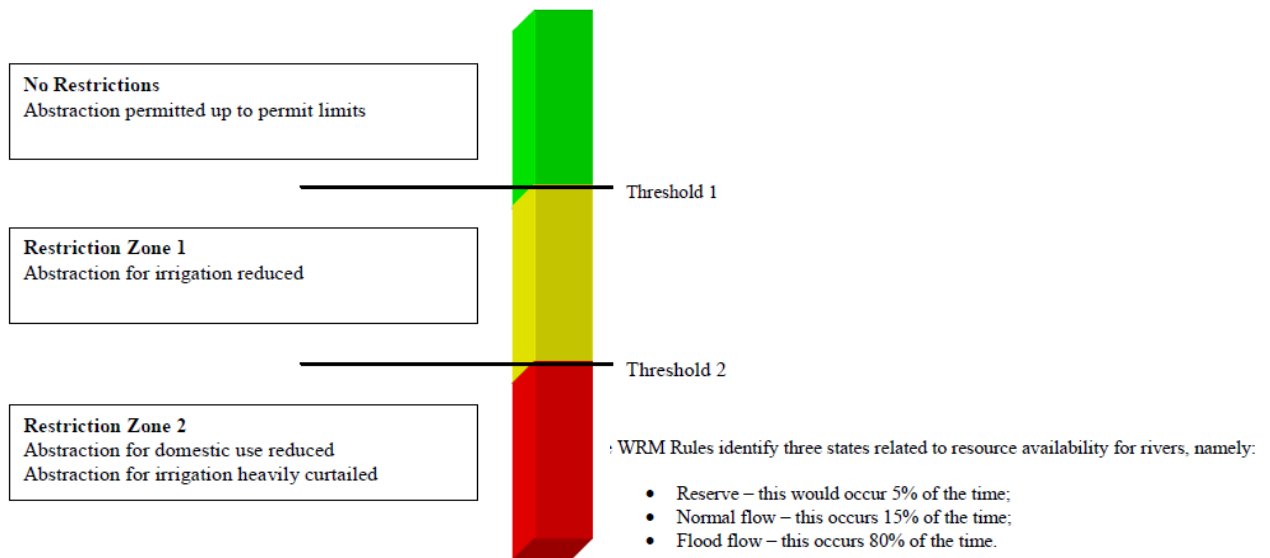 No Restrictions
Abstraction permitted up to permit limits
Threshold 1
Restriction Zone 1
Abstraction for irrigation reduced
Threshold 2
Restriction Zone 2
Abstraction for domestic use reduced
Abstraction for irrigation heavily curtailed
WRM Rules identify three states related to resource availability for rivers, namely:
• Reserve – this would occur 5% of the time;
• Normal flow – this occurs 15% of the time;
• Flood flow – this occurs 80% of the time.